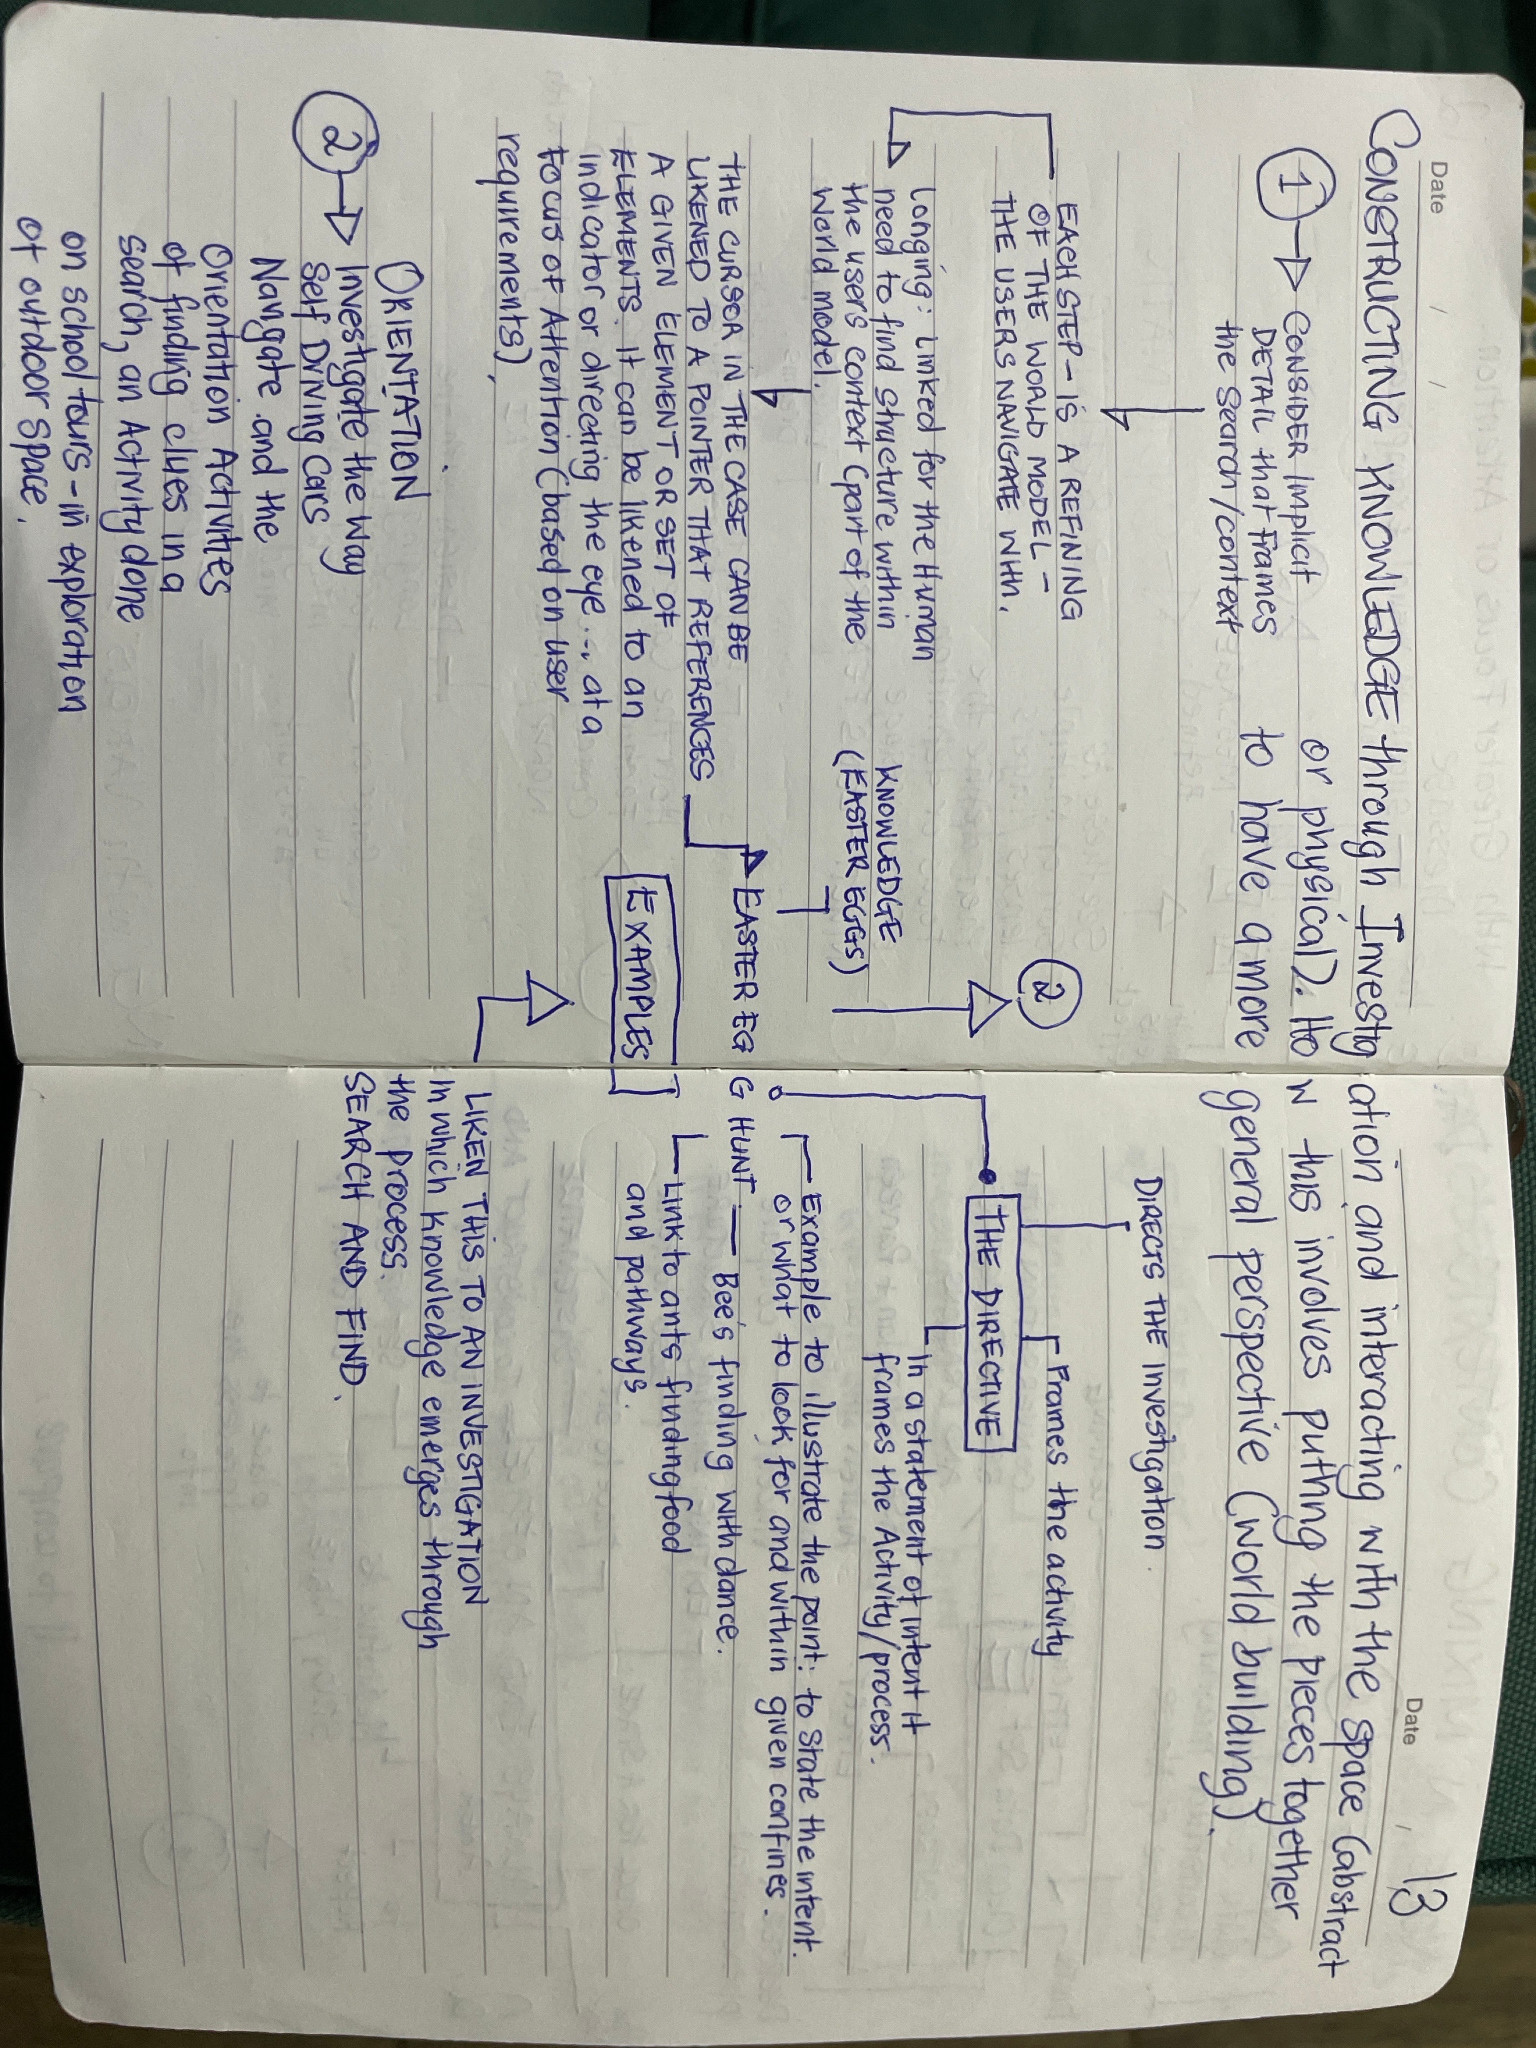 Date / /
Date / 13
CONSTRUCTING KNOWLEDGE through Investigation and interacting with the space (abstract
or physical). How this involves putting the pieces together
to have a more general perspective (world building).
1 → CONSIDER Implicit
DETAIL that frames
the search/context
EACH STEP - IS A REFINING
OF THE WORLD MODEL -
THE USERS NAVIGATE WITH.
Longing: Linked for the Human
need to find structure within
the users context (part of the
World model.
THE CURSOR IN THE CASE CAN BE
LIKENED TO A POINTER THAT REFERENCES
A GIVEN ELEMENT OR SET OF
ELEMENTS. It can be likened to an
indicator or directing the eye... at a
focus of Attention (based on user
requirements).
ORIENTATION
2 → Investigate the way
Self Driving Cars
Navigate and the
Orientation Activities
of finding clues in a
search, an Activity done
on school tours - in exploration
of outdoor space.
2
KNOWLEDGE
(EASTER EGGS)
DIRECTS THE INVESTIGATION.
Frames the activity
THE DIRECTIVE
In a statement of intent it
frames the Activity/process.
Example to illustrate the point: to state the intent.
or what to look for and within given confines.
EASTER EGG HUNT — Bee's finding with dance.
EXAMPLES
Link to ants finding food
and pathways.
LIKEN THIS TO AN INVESTIGATION
In which knowledge emerges through
the process.
SEARCH AND FIND.